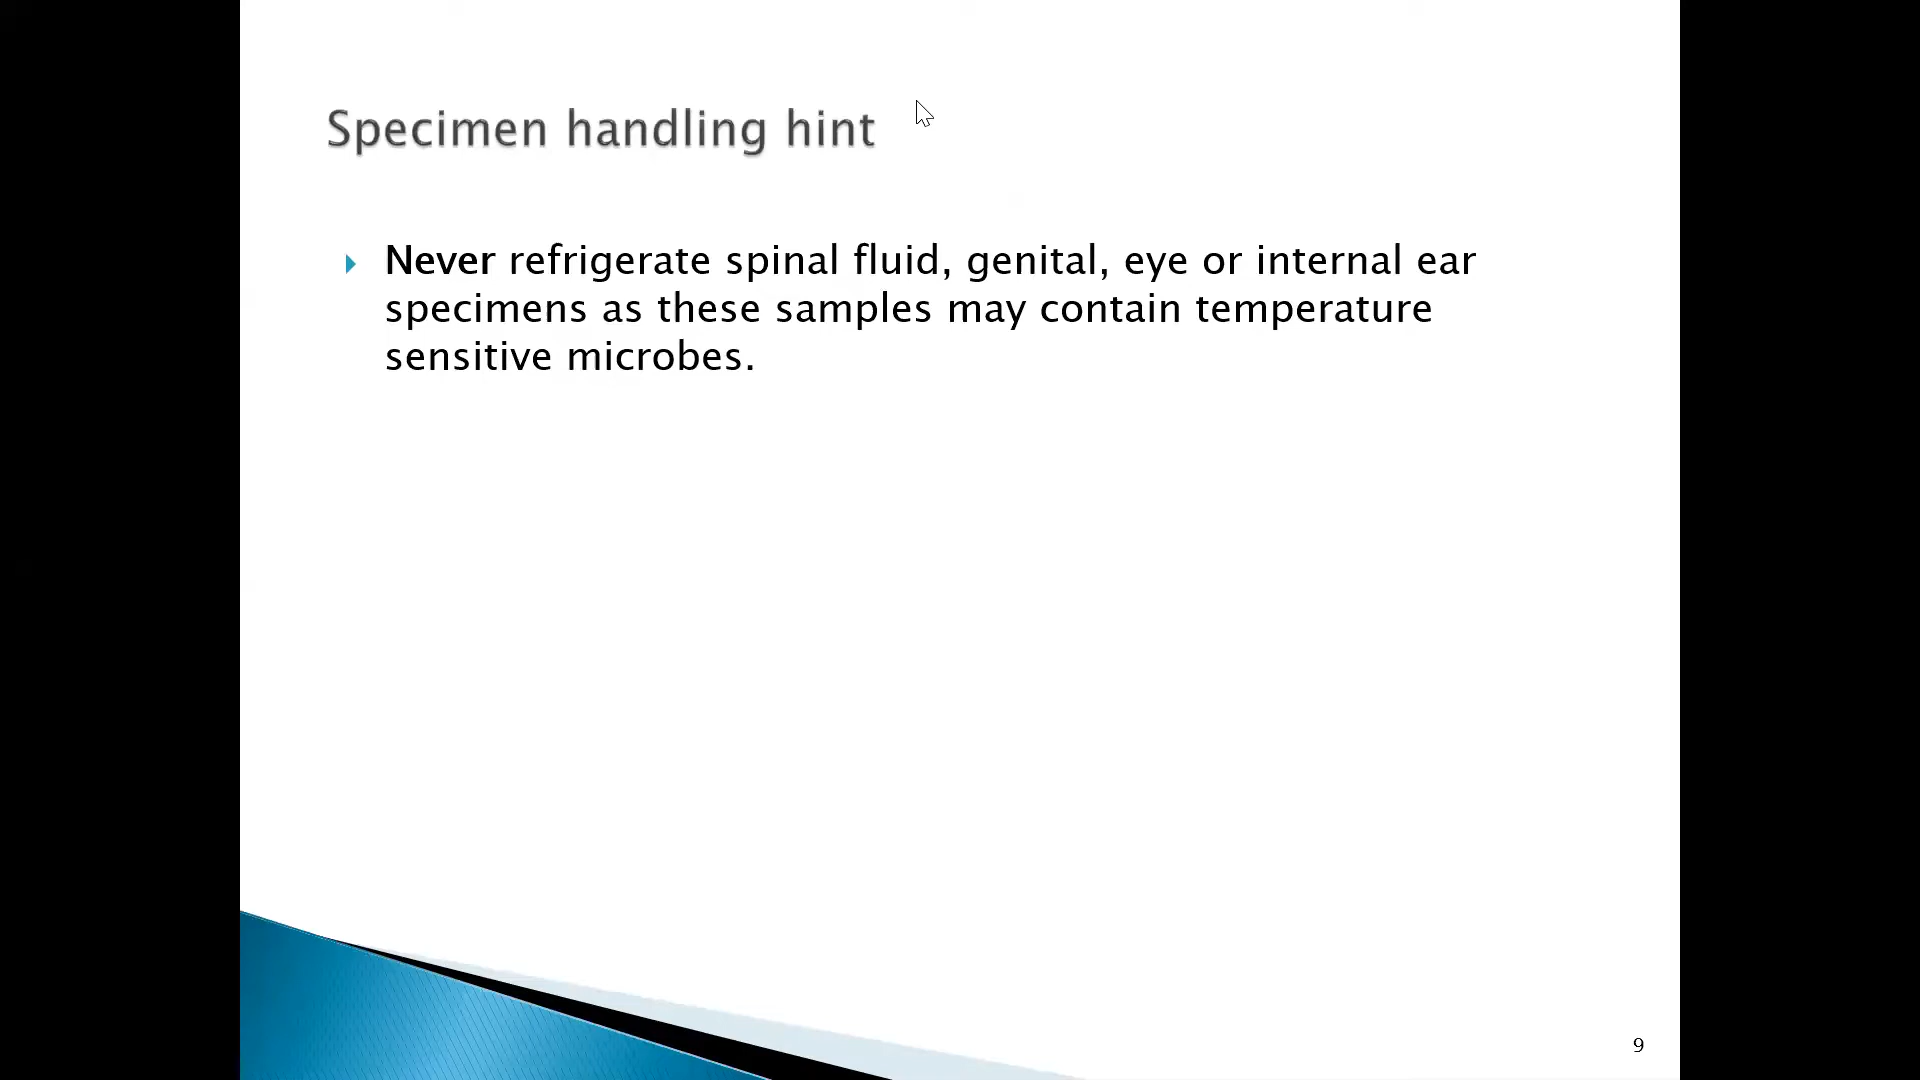 Specimen handling hint
Never refrigerate spinal fluid, genital, eye or internal ear
specimens as these samples may contain temperature
sensitive microbes.
9